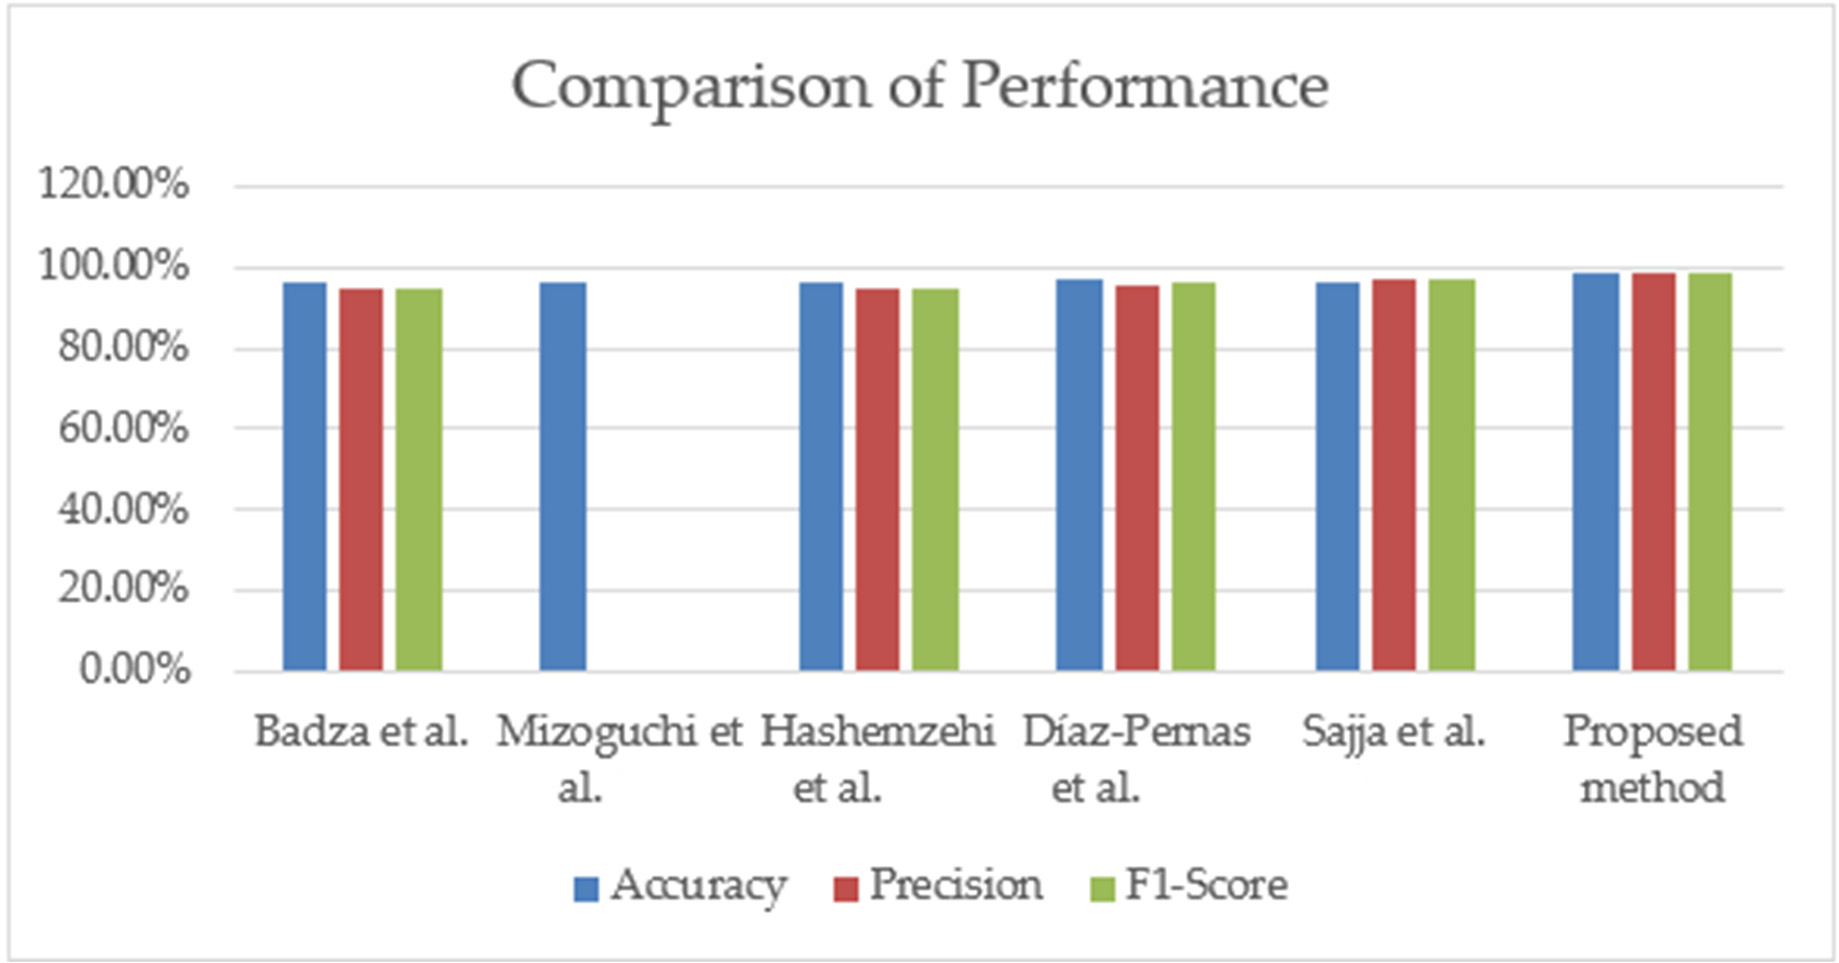 Comparison of Performance
120.00%
100.00%
80.00%
60.00%
40.00%
20.00%
0.00%
Badza et al.
Mizoguchi et
al.
Hashemzehi
et al.
Díaz-Pernas
et al.
Sajja et al.
Proposed
method
Accuracy
Precision
F1-Score